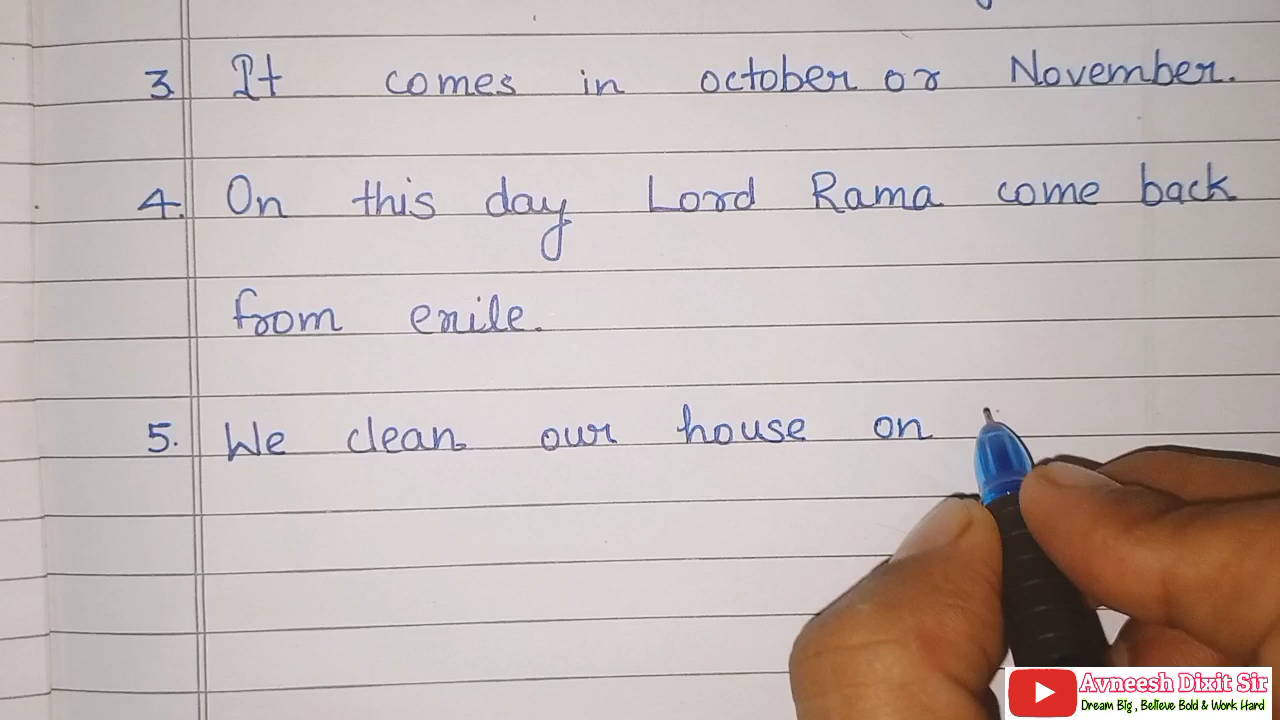 3. It comes in october or November.
4. On this day Lord Rama come back
from exile.
5. We clean our house on
Avneesh Dixit Sir
Dream Big , Believe Bold & Work Hard